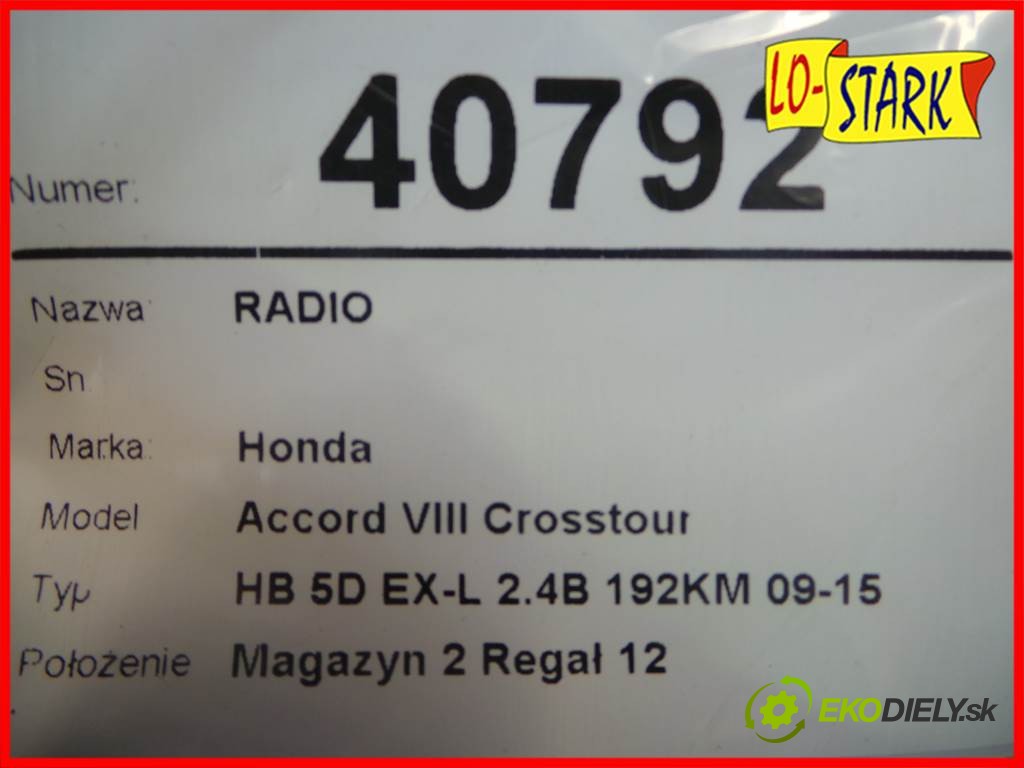 LO-STARK
Numer: 40792
Nazwa: RADIO
Sn
Marka: Honda
Model Accord VIII Crosstour
Typ HB 5D EX-L 2.4B 192KM 09-15
Położenie Magazyn 2 Regał 12
EKODIELY.sk